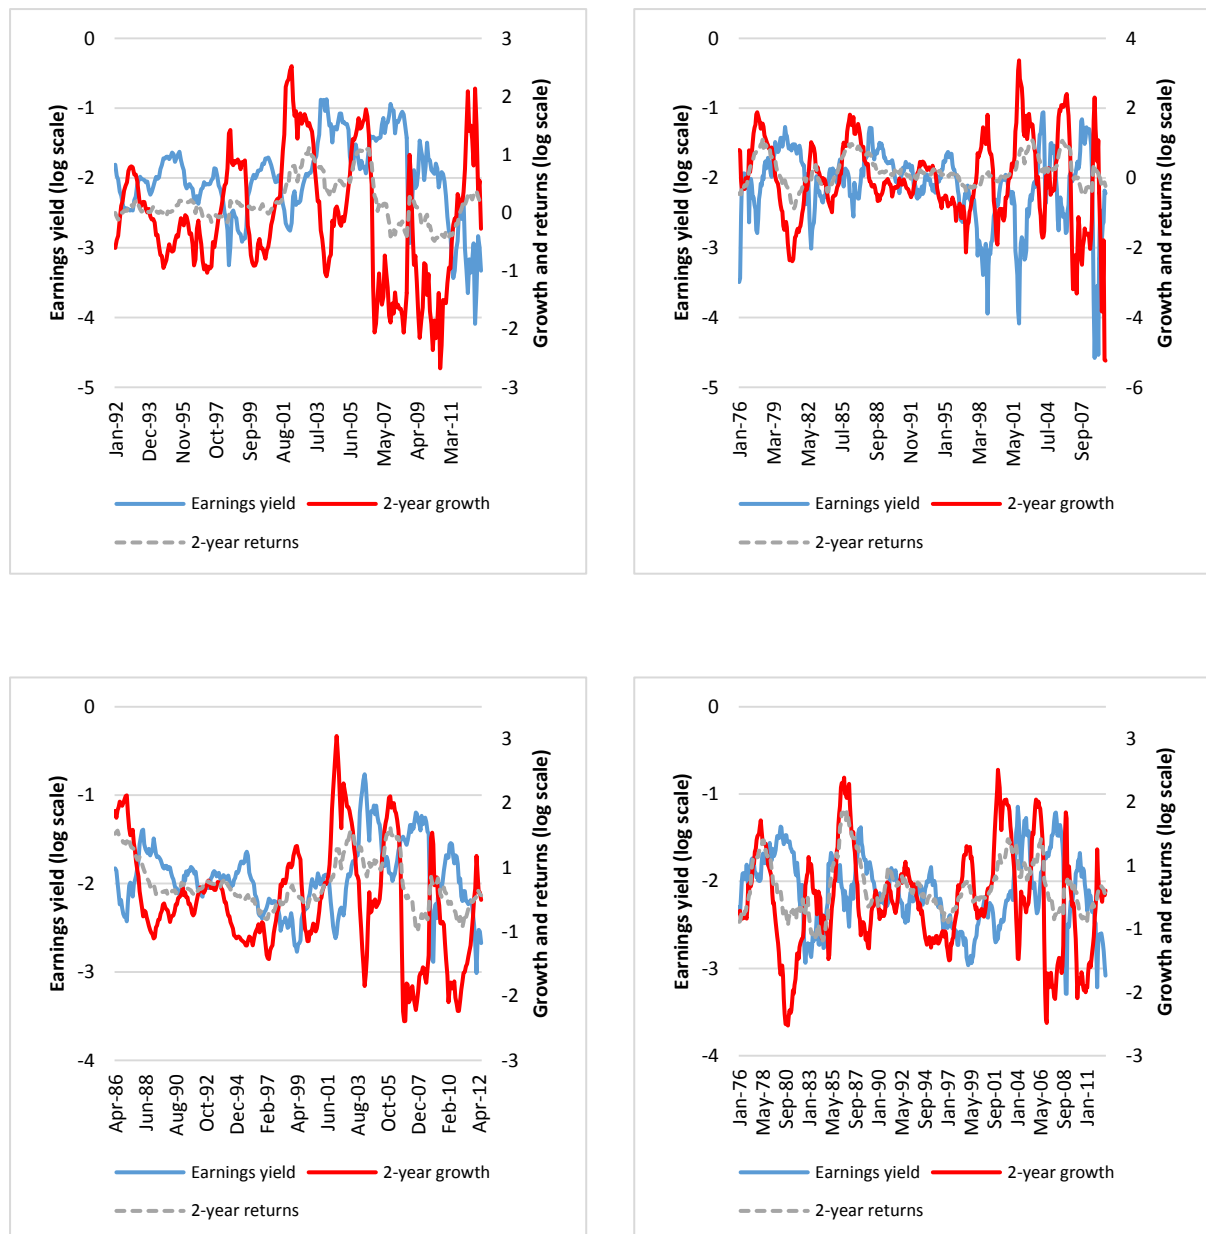 0
-1
-2
-3
-4
-5
3
2
1
0
-1
-2
-3
Earnings yield (log scale)
Growth and returns (log scale)
Jan-92
Dec-93
Nov-95
Oct-97
Sep-99
Aug-01
Jul-03
Jun-05
May-07
Apr-09
Mar-11
Earnings yield
2-year growth
2-year returns
0
-1
-2
-3
-4
-5
4
2
0
-2
-4
-6
Earnings yield (log scale)
Growth and returns (log scale)
Jan-76
Mar-79
May-82
Jul-85
Sep-88
Nov-91
Jan-95
Mar-98
May-01
Jul-04
Sep-07
Earnings yield
2-year growth
2-year returns
0
-1
-2
-3
-4
3
2
1
0
-1
-2
-3
Earnings yield (log scale)
Growth and returns (log scale)
Apr-86
Jun-88
Aug-90
Oct-92
Dec-94
Feb-97
Apr-99
Jun-01
Aug-03
Oct-05
Dec-07
Feb-10
Apr-12
Earnings yield
2-year growth
2-year returns
0
-1
-2
-3
-4
3
2
1
0
-1
-2
-3
Earnings yield (log scale)
Growth and returns (log scale)
Jan-76
May-78
Sep-80
Jan-83
May-85
Sep-87
Jan-90
May-92
Sep-94
Jan-97
May-99
Sep-01
Jan-04
May-06
Sep-08
Jan-11
Earnings yield
2-year growth
2-year returns